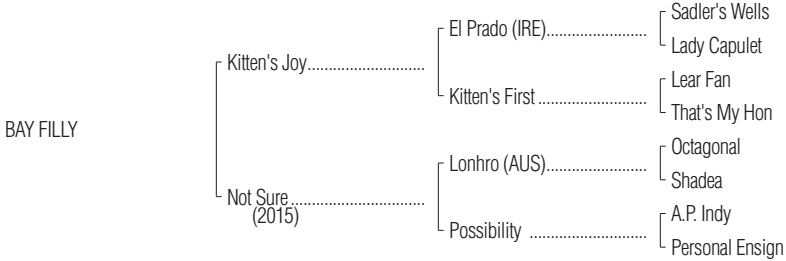 Sadler's Wells
El Prado (IRE)........................
Lady Capulet
Kitten's Joy............................
Lear Fan
Kitten's First ..........................
That's My Hon
BAY FILLY
Octagonal
Lonhro (AUS)........................
Shadea
Not Sure ................................
(2015)
A.P. Indy
Possibility ............................
Personal Ensign